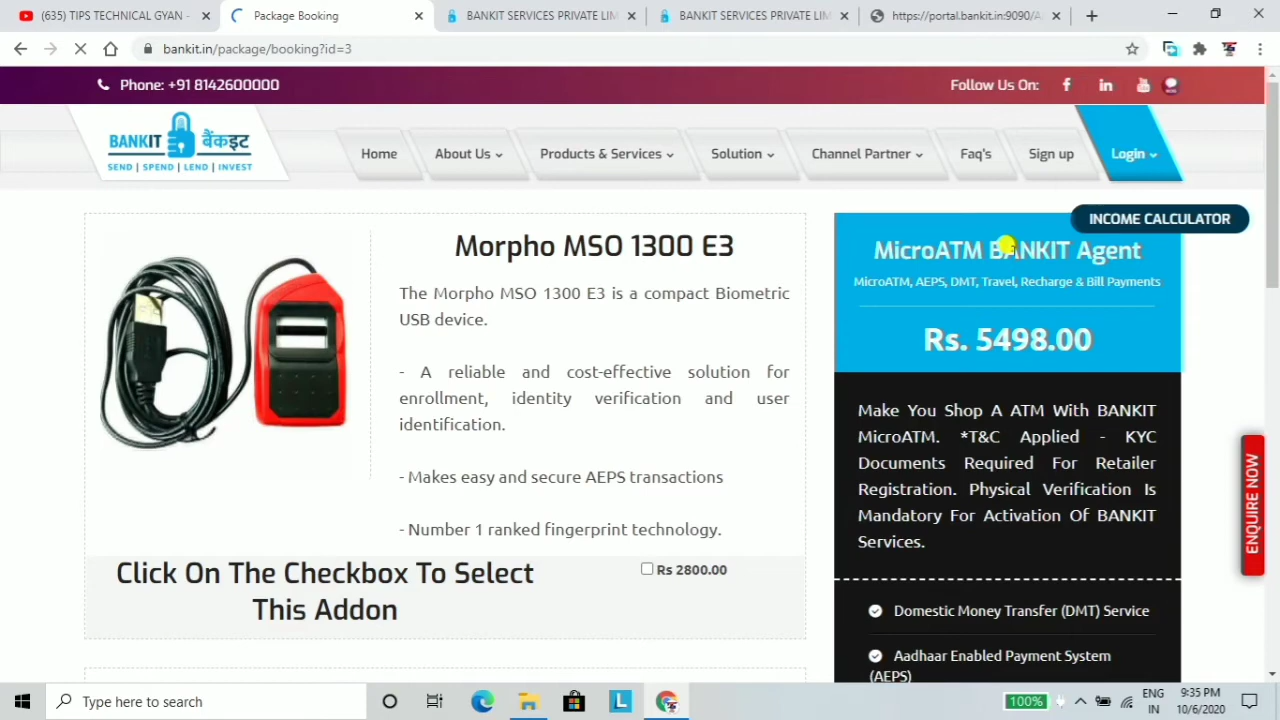 (635) TIPS TECHNICAL GYAN -
Package Booking
BANKIT SERVICES PRIVATE LIM
BANKIT SERVICES PRIVATE LIM
https://portal.bankit.in:9090/A
bankit.in/package/booking?id=3
Phone: +91 8142600000
Follow Us On:
BANKIT बैंकइट
SEND | SPEND | LEND | INVEST
Home
About Us
Products & Services
Solution
Channel Partner
Faq's
Sign up
Login
INCOME CALCULATOR
Morpho MSO 1300 E3
The Morpho MSO 1300 E3 is a compact Biometric
USB device.
- A reliable and cost-effective solution for
enrollment, identity verification and user
identification.
- Makes easy and secure AEPS transactions
- Number 1 ranked fingerprint technology.
Click On The Checkbox To Select
This Addon
Rs 2800.00
MicroATM BANKIT Agent
MicroATM, AEPS, DMT, Travel, Recharge & Bill Payments
Rs. 5498.00
Make You Shop A ATM With BANKIT
MicroATM. *T&C Applied - KYC
Documents Required For Retailer
Registration. Physical Verification Is
Mandatory For Activation Of BANKIT
Services.
Domestic Money Transfer (DMT) Service
Aadhaar Enabled Payment System
(AEPS)
ENQUIRE NOW
Type here to search
100%
ENG
IN
9:35 PM
10/6/2020